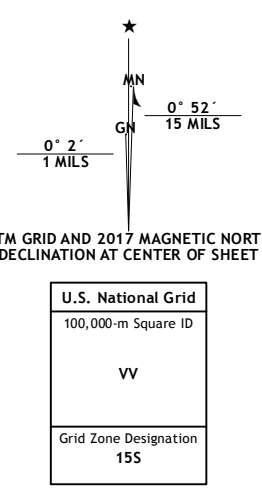 ★
MN
0° 52´
15 MILS
GN
0° 2´
1 MILS
TM GRID AND 2017 MAGNETIC NORT
DECLINATION AT CENTER OF SHEET
U.S. National Grid
100,000-m Square ID
VV
Grid Zone Designation
15S